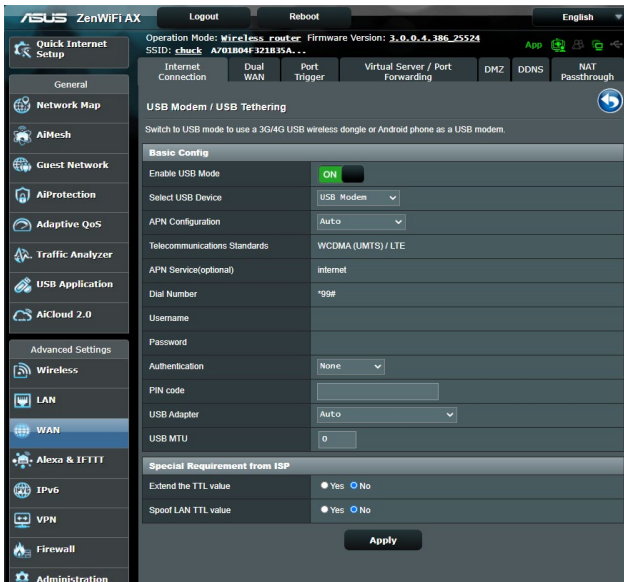 ASUS ZenWiFi AX Logout Reboot English
Quick Internet Setup
Operation Mode: Wireless router Firmware Version: 3.0.0.4.386_25524
SSID: chuck A701B04F321B35A...
App
General
Network Map
AiMesh
Guest Network
AiProtection
Adaptive QoS
Traffic Analyzer
USB Application
AiCloud 2.0
Advanced Settings
Wireless
LAN
WAN
Alexa & IFTTT
IPv6
VPN
Firewall
Administration
Internet Connection
Dual WAN
Port Trigger
Virtual Server / Port Forwarding
DMZ
DDNS
NAT Passthrough
USB Modem / USB Tethering
Switch to USB mode to use a 3G/4G USB wireless dongle or Android phone as a USB modem.
Basic Config
Enable USB Mode ON
Select USB Device USB Modem
APN Configuration Auto
Telecommunications Standards WCDMA (UMTS) / LTE
APN Service(optional) internet
Dial Number *99#
Username
Password
Authentication None
PIN code
USB Adapter Auto
USB MTU 0
Special Requirement from ISP
Extend the TTL value Yes No
Spoof LAN TTL value Yes No
Apply